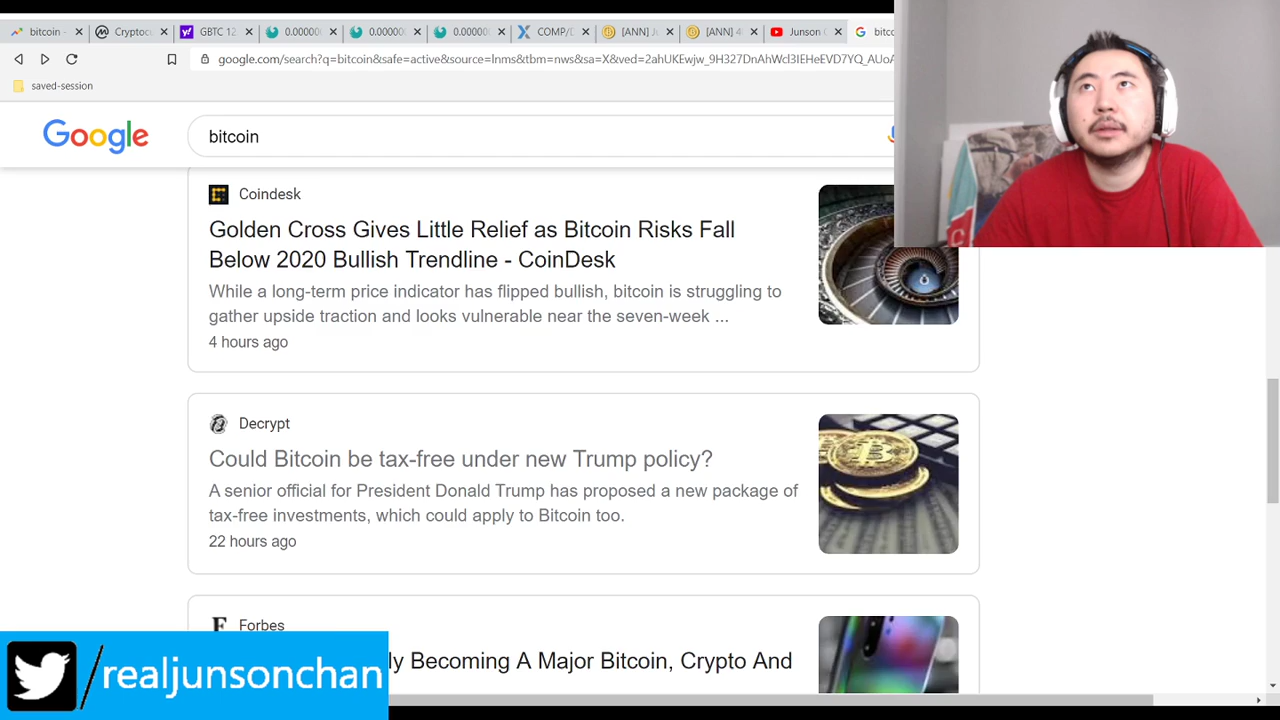 bitcoin -
Cryptoc
GBTC 12
0.00000
0.00000
0.00000
COMP/
[ANN] J
[ANN] 4
Junson C
bitc
google.com/search?q=bitcoin&safe=active&source=lnms&tbm=nws&sa=X&ved=2ahUKEwjw_9H327DnAhWcl3IEHeEVD7YQ_AUoA
saved-session
Google
bitcoin
Coindesk
Golden Cross Gives Little Relief as Bitcoin Risks Fall
Below 2020 Bullish Trendline - CoinDesk
While a long-term price indicator has flipped bullish, bitcoin is struggling to
gather upside traction and looks vulnerable near the seven-week ...
4 hours ago
Decrypt
Could Bitcoin be tax-free under new Trump policy?
A senior official for President Donald Trump has proposed a new package of
tax-free investments, which could apply to Bitcoin too.
22 hours ago
Forbes
ly Becoming A Major Bitcoin, Crypto And
/realjunsonchan